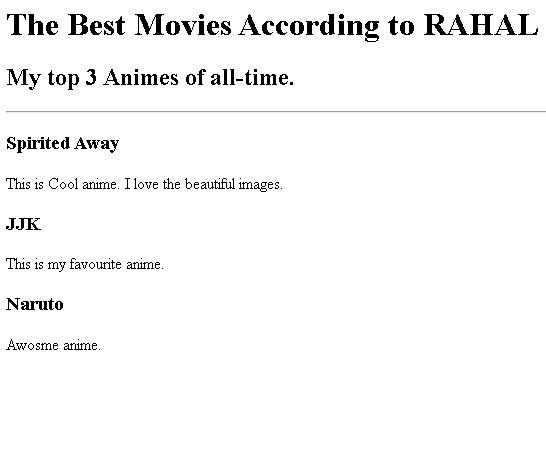 The Best Movies According to RAHAL
My top 3 Animes of all-time.
Spirited Away
This is Cool anime. I love the beautiful images.
JJK
This is my favourite anime.
Naruto
Awosme anime.